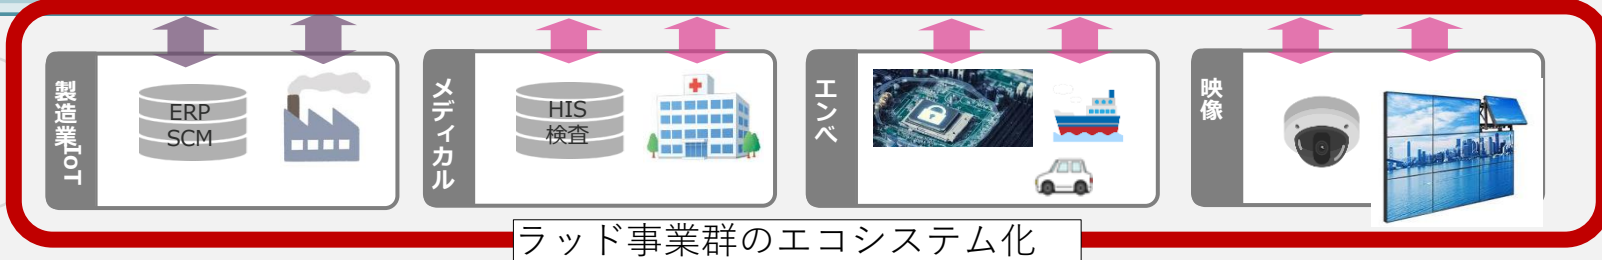 製造業IoT
ERP
SCM
メディカル
HIS
検査
エンベ
映像
ラッド事業群のエコシステム化